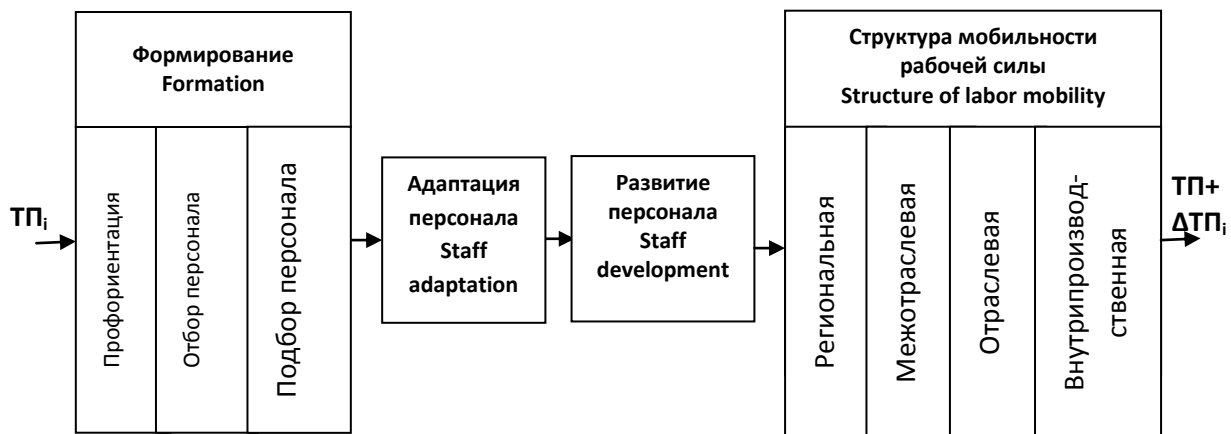 ТПᵢ
Формирование
Formation
Профориентация
Отбор персонала
Подбор персонала
Адаптация
персонала
Staff
adaptation
Развитие
персонала
Staff
development
Структура мобильности
рабочей силы
Structure of labor mobility
Региональная
Межотраслевая
Отраслевая
Внутрипроизвод-
ственная
ТП+
ΔТПᵢ